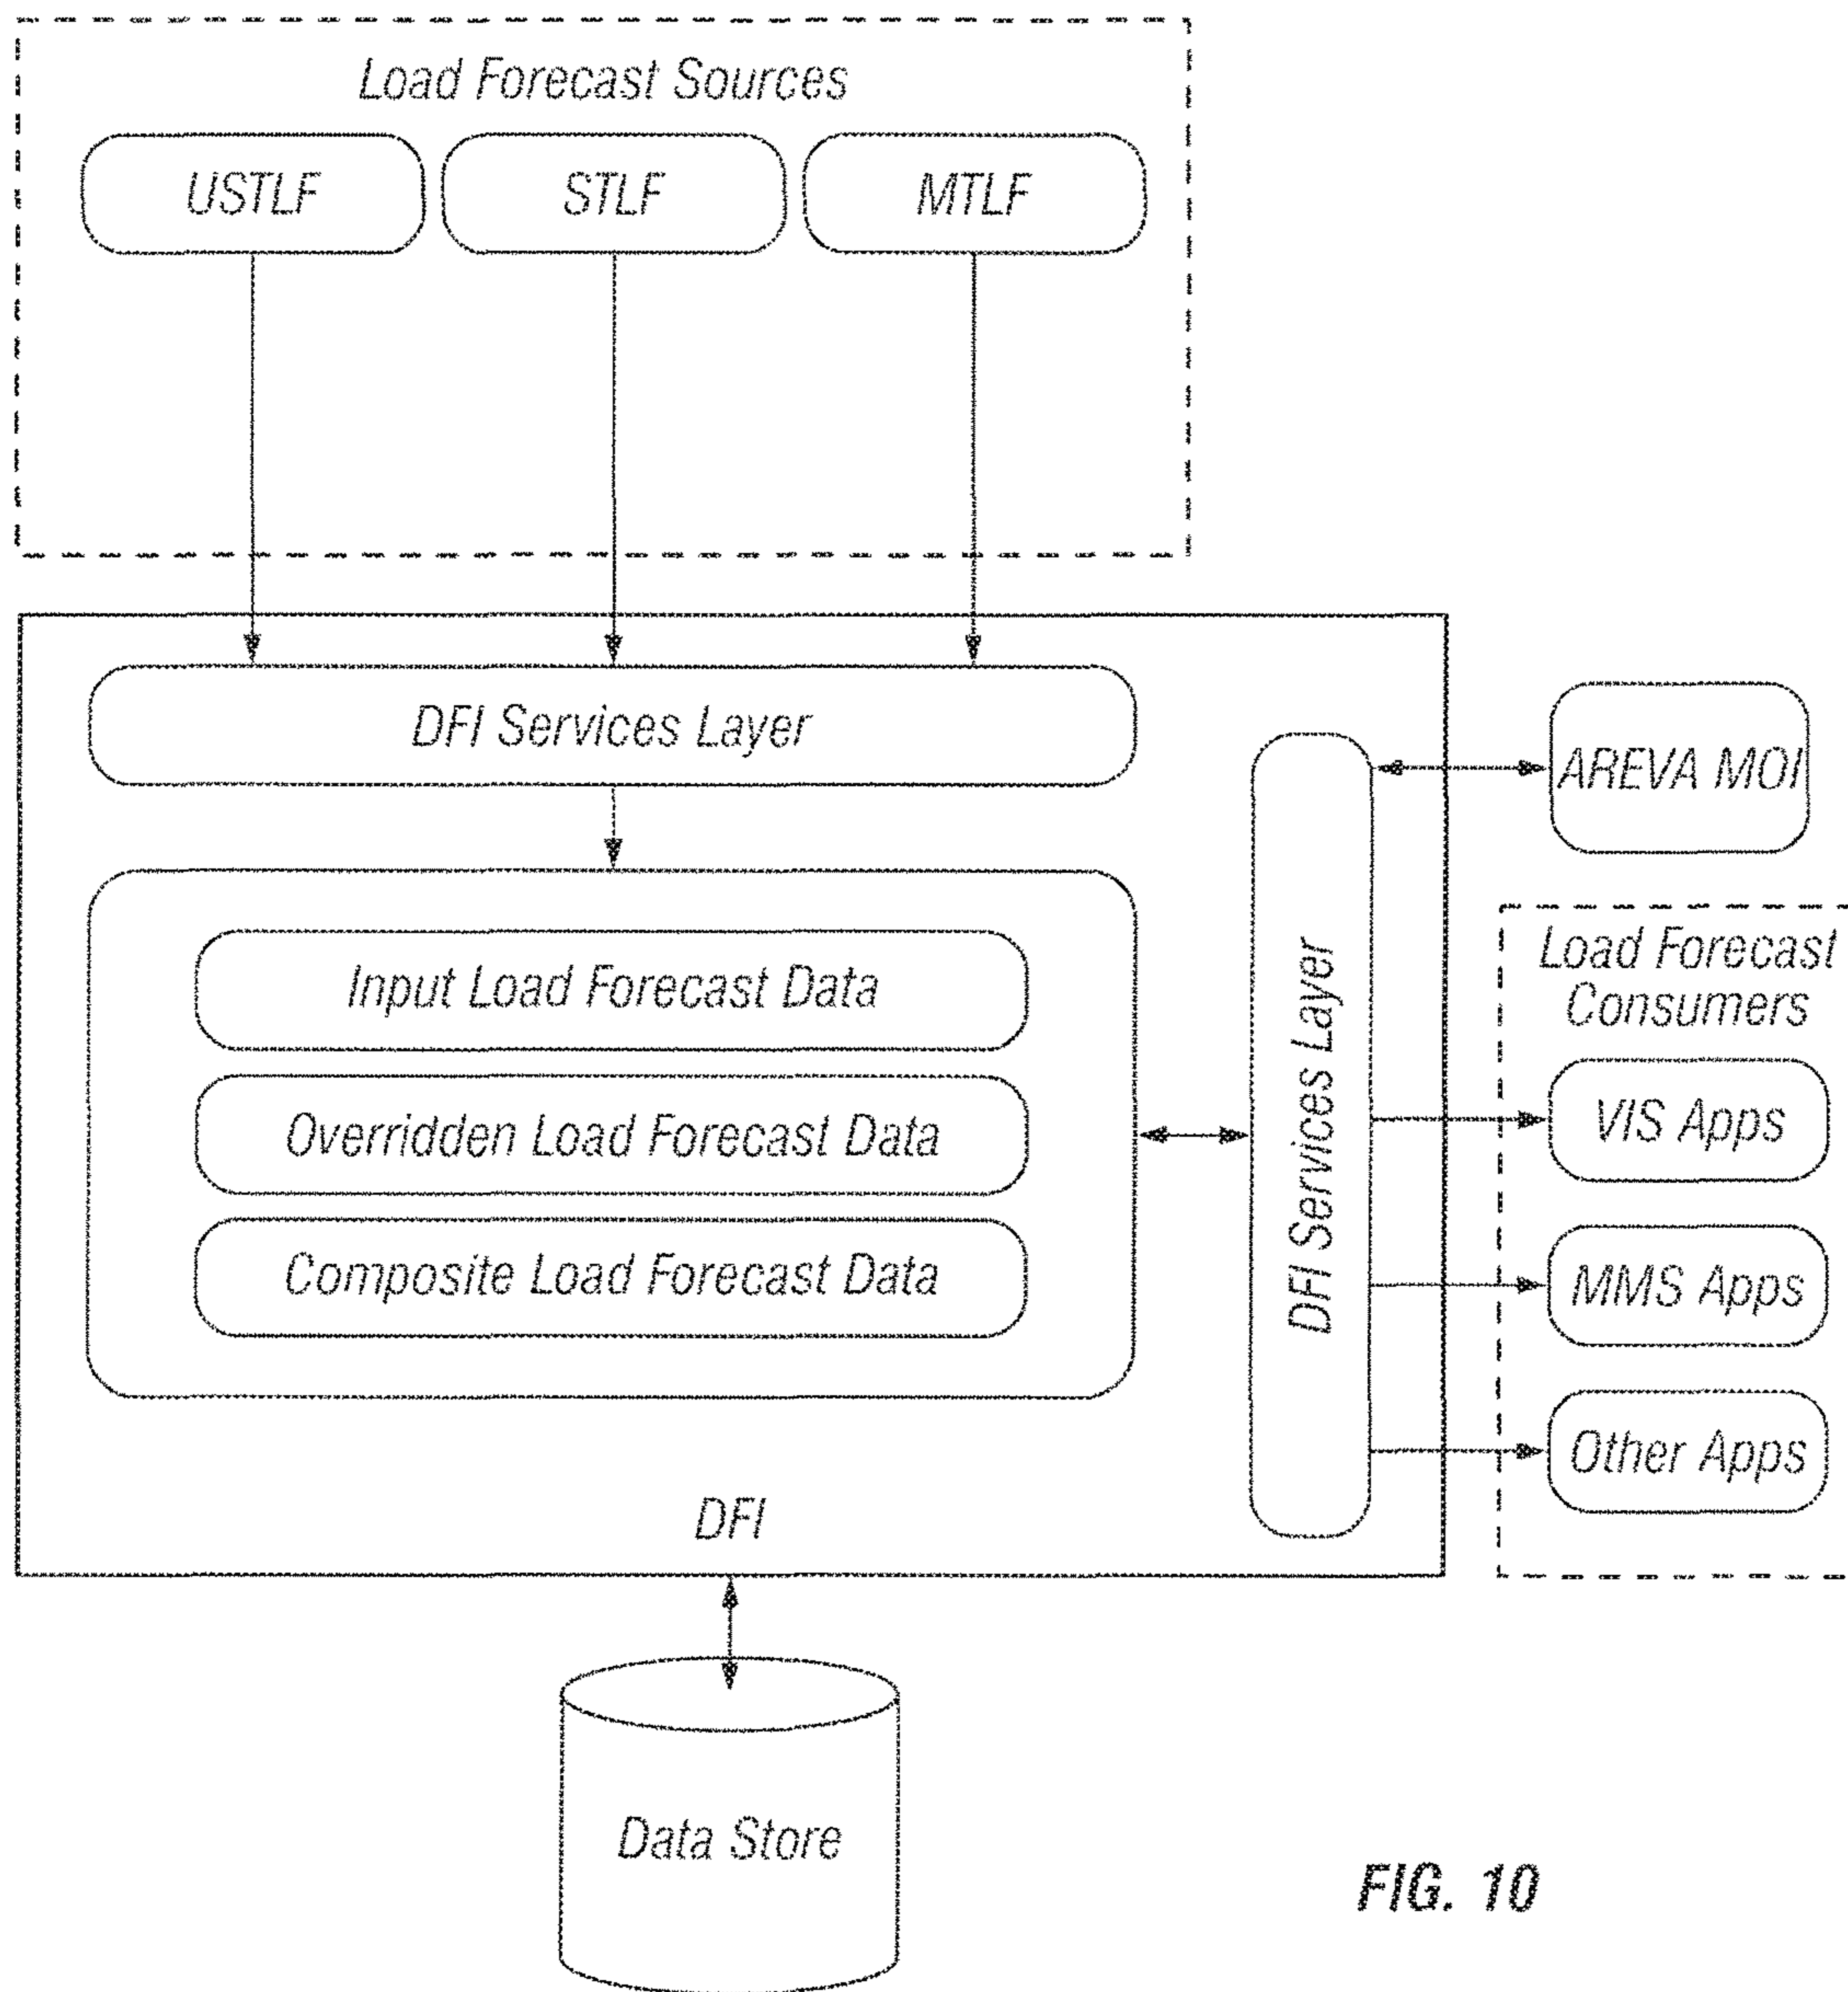 Load Forecast Sources
USTLF
STLF
MTLF
DFI Services Layer
AREVA MOI
Input Load Forecast Data
Overridden Load Forecast Data
Composite Load Forecast Data
DFI Services Layer
Load Forecast
Consumers
VIS Apps
MMS Apps
Other Apps
DFI
Data Store
FIG. 10